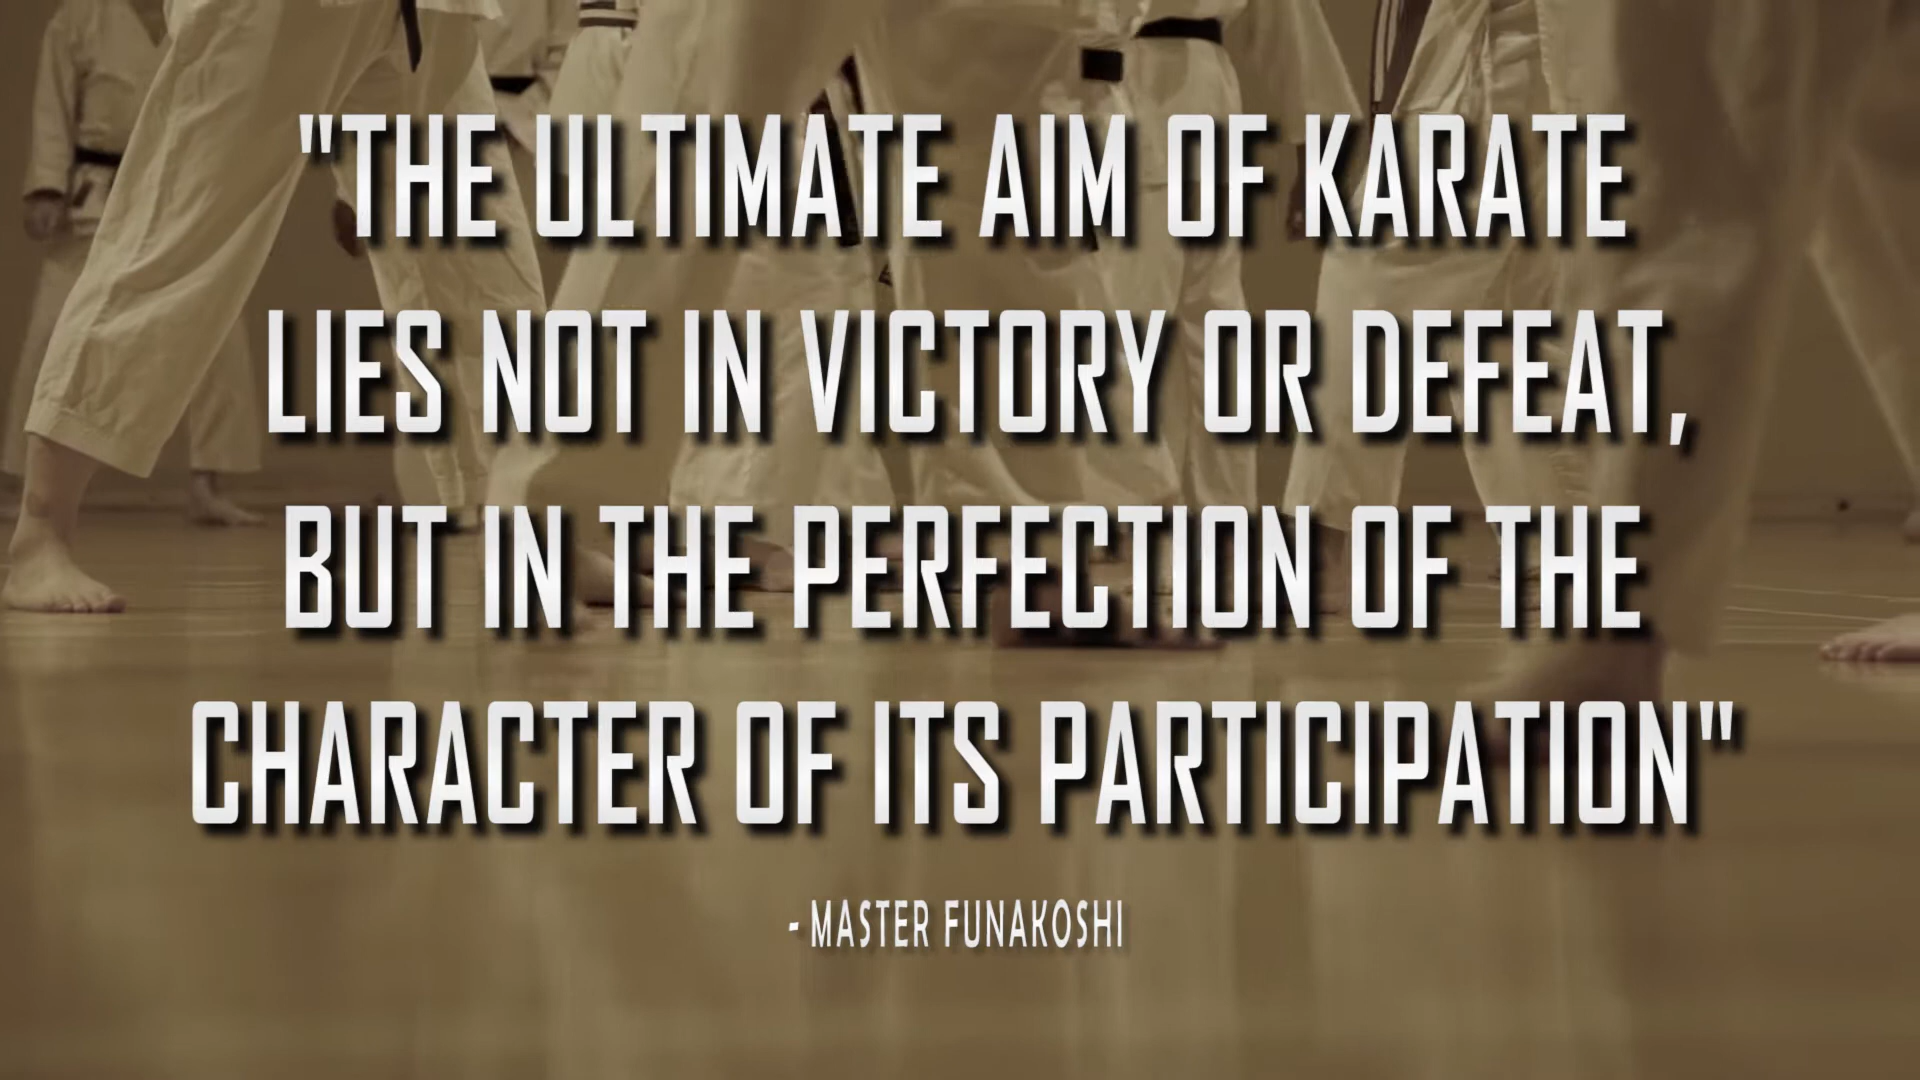 "THE ULTIMATE AIM OF KARATE
LIES NOT IN VICTORY OR DEFEAT,
BUT IN THE PERFECTION OF THE
CHARACTER OF ITS PARTICIPATION"
- MASTER FUNAKOSHI